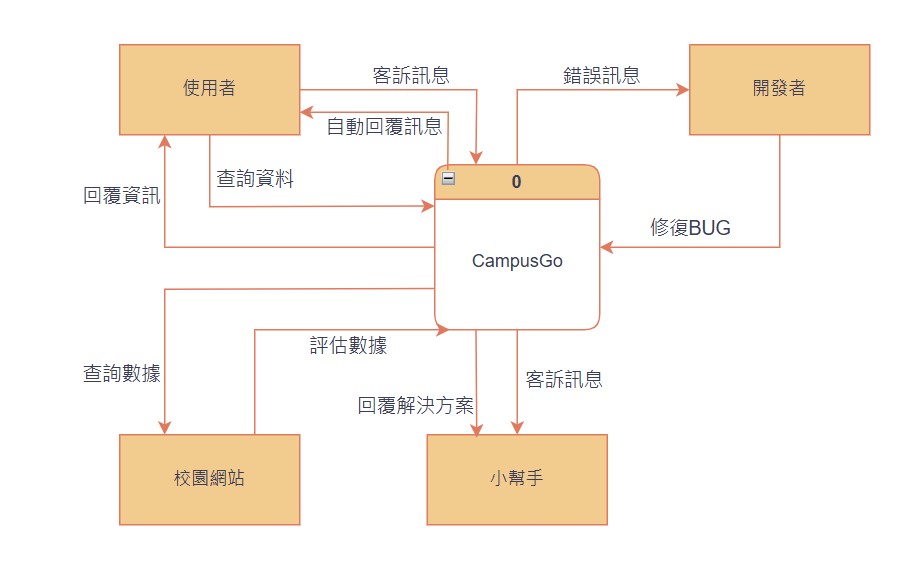 使用者
客訴訊息
錯誤訊息
開發者
自動回覆訊息
查詢資料
回覆資訊
0
CampusGo
修復BUG
評估數據
查詢數據
客訴訊息
回覆解決方案
校園網站
小幫手